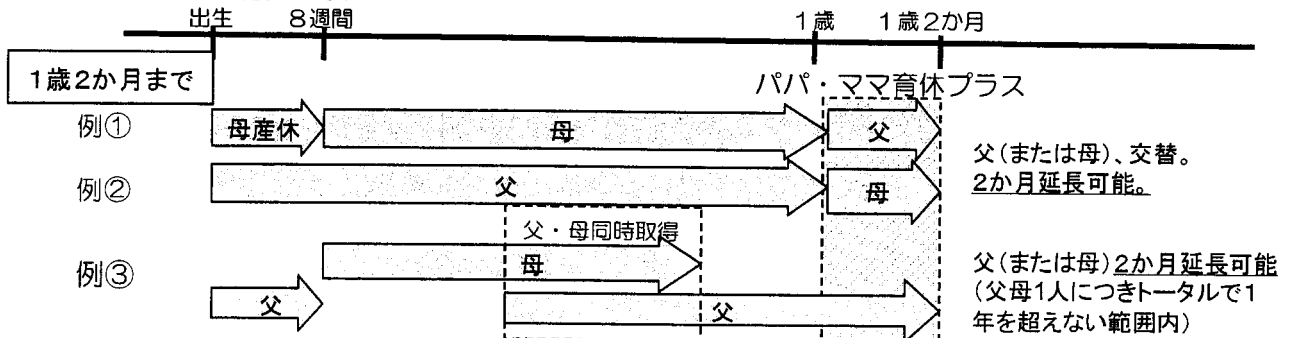 出生 8週間 1歳 1歳2か月
1歳2か月まで
パパ・ママ育休プラス
例① 母産休 母 父
父(または母)、交替。
2か月延長可能。
例② 父 母
父・母同時取得
例③ 母
父 父
父(または母)2か月延長可能
(父母1人につきトータルで1
年を超えない範囲内)